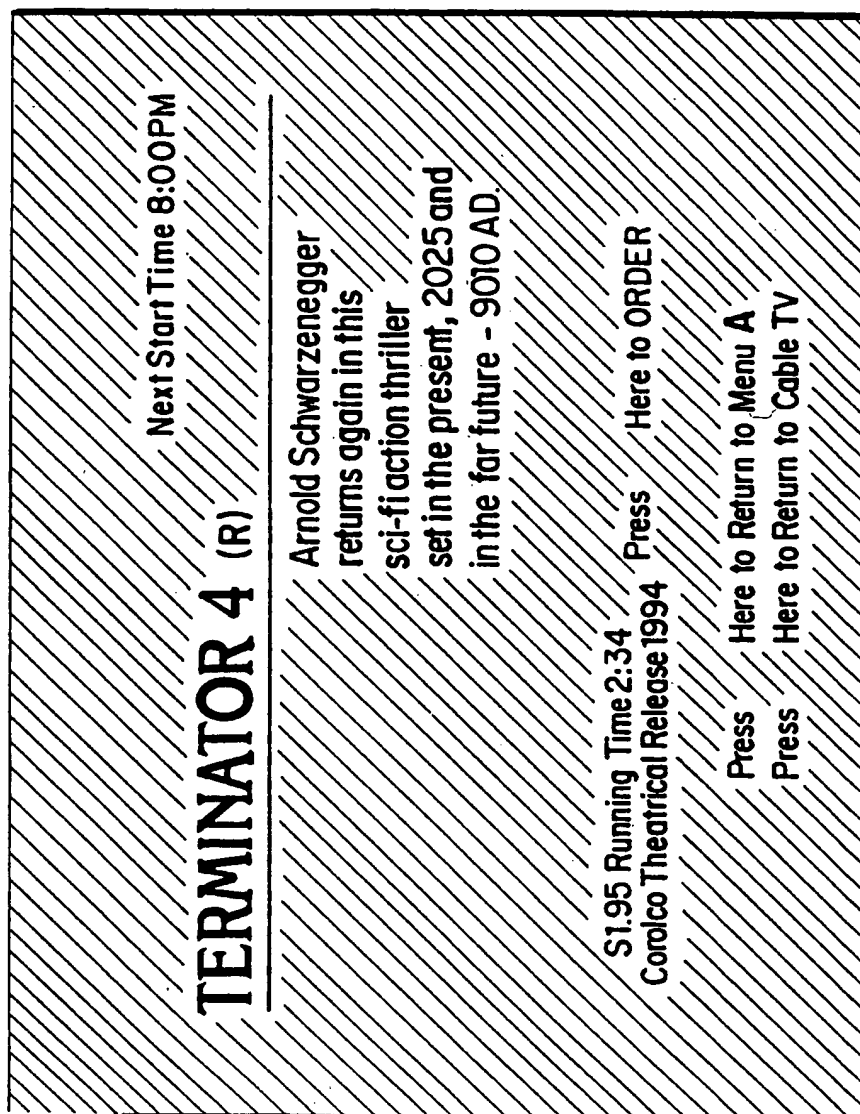 Next Start Time 8:00PM
TERMINATOR 4 (R)
Arnold Schwarzenegger
returns again in this
sci-fi action thriller
set in the present, 2025 and
in the far future - 9010 AD.
S1.95 Running Time 2:34
Corolco Theatrical Release 1994
Press Here to ORDER
Press Here to Return to Menu A
Press Here to Return to Cable TV